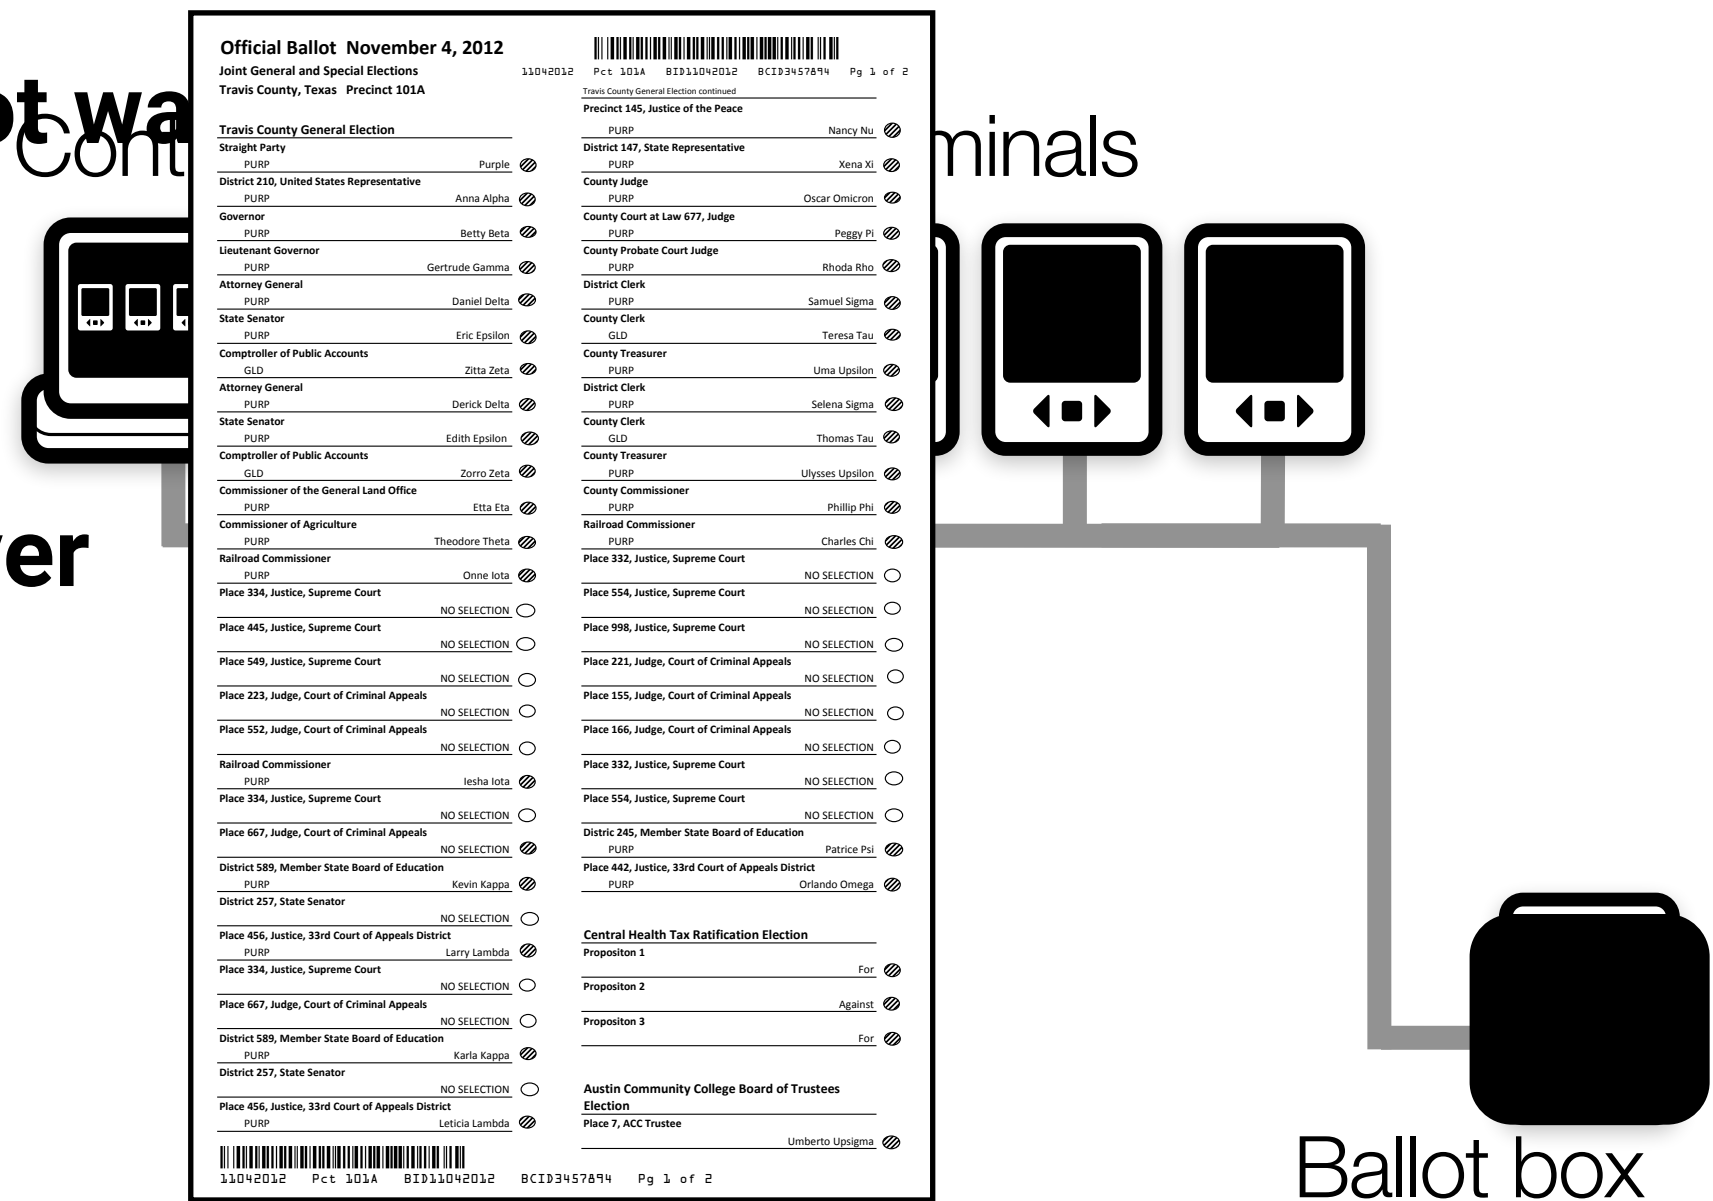 Official Ballot November 4, 2012
Joint General and Special Elections
Travis County, Texas Precinct 101A
11042012 Pct 101A BID11042012 BCID3457894 Pg 1 of 2
ot wa
Cont
minals
ver
Travis County General Election
Straight Party
PURP Purple
District 210, United States Representative
PURP Anna Alpha
Governor
PURP Betty Beta
Lieutenant Governor
PURP Gertrude Gamma
Attorney General
PURP Daniel Delta
State Senator
PURP Eric Epsilon
Comptroller of Public Accounts
GLD Zitta Zeta
Attorney General
PURP Derick Delta
State Senator
PURP Edith Epsilon
Comptroller of Public Accounts
GLD Zorro Zeta
Commissioner of the General Land Office
PURP Etta Eta
Commissioner of Agriculture
PURP Theodore Theta
Railroad Commissioner
PURP Onne Iota
Place 334, Justice, Supreme Court
NO SELECTION
Place 445, Justice, Supreme Court
NO SELECTION
Place 549, Justice, Supreme Court
NO SELECTION
Place 223, Judge, Court of Criminal Appeals
NO SELECTION
Place 552, Judge, Court of Criminal Appeals
NO SELECTION
Railroad Commissioner
PURP Iesha Iota
Place 334, Justice, Supreme Court
NO SELECTION
Place 667, Judge, Court of Criminal Appeals
NO SELECTION
District 589, Member State Board of Education
PURP Kevin Kappa
District 257, State Senator
NO SELECTION
Place 456, Justice, 33rd Court of Appeals District
PURP Larry Lambda
Place 334, Justice, Supreme Court
NO SELECTION
Place 667, Judge, Court of Criminal Appeals
NO SELECTION
District 589, Member State Board of Education
PURP Karla Kappa
District 257, State Senator
NO SELECTION
Place 456, Justice, 33rd Court of Appeals District
PURP Leticia Lambda
Travis County General Election continued
Precinct 145, Justice of the Peace
PURP Nancy Nu
District 147, State Representative
PURP Xena Xi
County Judge
PURP Oscar Omicron
County Court at Law 677, Judge
PURP Peggy Pi
County Probate Court Judge
PURP Rhoda Rho
District Clerk
PURP Samuel Sigma
County Clerk
GLD Teresa Tau
County Treasurer
PURP Uma Upsilon
District Clerk
PURP Selena Sigma
County Clerk
GLD Thomas Tau
County Treasurer
PURP Ulysses Upsilon
County Commissioner
PURP Phillip Phi
Railroad Commissioner
PURP Charles Chi
Place 332, Justice, Supreme Court
NO SELECTION
Place 554, Justice, Supreme Court
NO SELECTION
Place 998, Justice, Supreme Court
NO SELECTION
Place 221, Judge, Court of Criminal Appeals
NO SELECTION
Place 155, Judge, Court of Criminal Appeals
NO SELECTION
Place 166, Judge, Court of Criminal Appeals
NO SELECTION
Place 332, Justice, Supreme Court
NO SELECTION
Place 554, Justice, Supreme Court
NO SELECTION
Distric 245, Member State Board of Education
PURP Patrice Psi
Place 442, Justice, 33rd Court of Appeals District
PURP Orlando Omega
Central Health Tax Ratification Election
Propositon 1
For
Propositon 2
Against
Propositon 3
For
Austin Community College Board of Trustees
Election
Place 7, ACC Trustee
Umberto Upsigma
11042012 Pct 101A BID11042012 BCID3457894 Pg 1 of 2
Ballot box